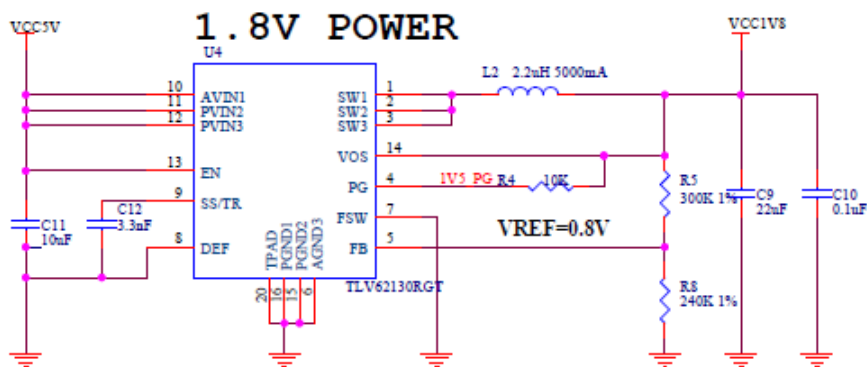 1.8V POWER
VCC5V
VCC1V8
U4
L2 2.2uH 5000mA
10
11
12
AVIN1
PVIN2
PVIN3
SW1
SW2
SW3
1
2
3
13
EN
VOS
14
9
SS/TR
PG
4
1V5_PG
R4
10K
R5
300K 1%
C12
3.3nF
C11
10uF
8
DEF
FSW
7
VREF=0.8V
FB
5
C9
22uF
C10
0.1uF
TPAD
PGND1
PGND2
AGND3
20
16
15
6
TLV62130RGT
R8
240K 1%